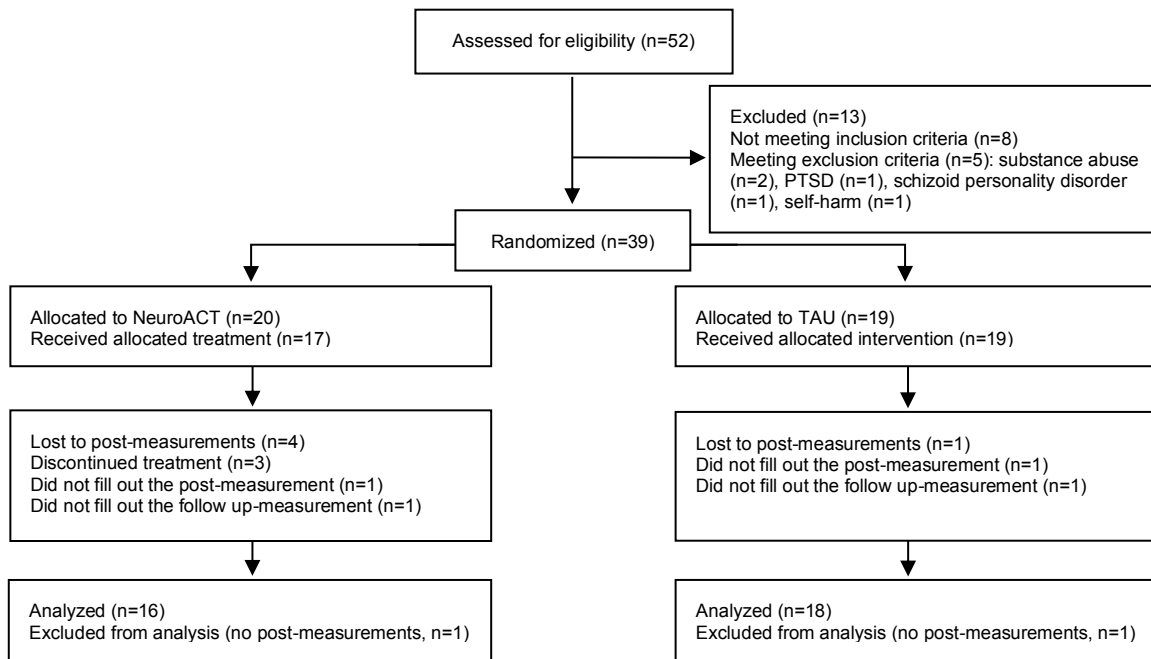 Assessed for eligibility (n=52)
Excluded (n=13)
Not meeting inclusion criteria (n=8)
Meeting exclusion criteria (n=5): substance abuse
(n=2), PTSD (n=1), schizoid personality disorder
(n=1), self-harm (n=1)
Randomized (n=39)
Allocated to NeuroACT (n=20)
Received allocated treatment (n=17)
Allocated to TAU (n=19)
Received allocated intervention (n=19)
Lost to post-measurements (n=4)
Discontinued treatment (n=3)
Did not fill out the post-measurement (n=1)
Did not fill out the follow up-measurement (n=1)
Lost to post-measurements (n=1)
Did not fill out the post-measurement (n=1)
Did not fill out the follow up-measurement (n=1)
Analyzed (n=16)
Excluded from analysis (no post-measurements, n=1)
Analyzed (n=18)
Excluded from analysis (no post-measurements, n=1)